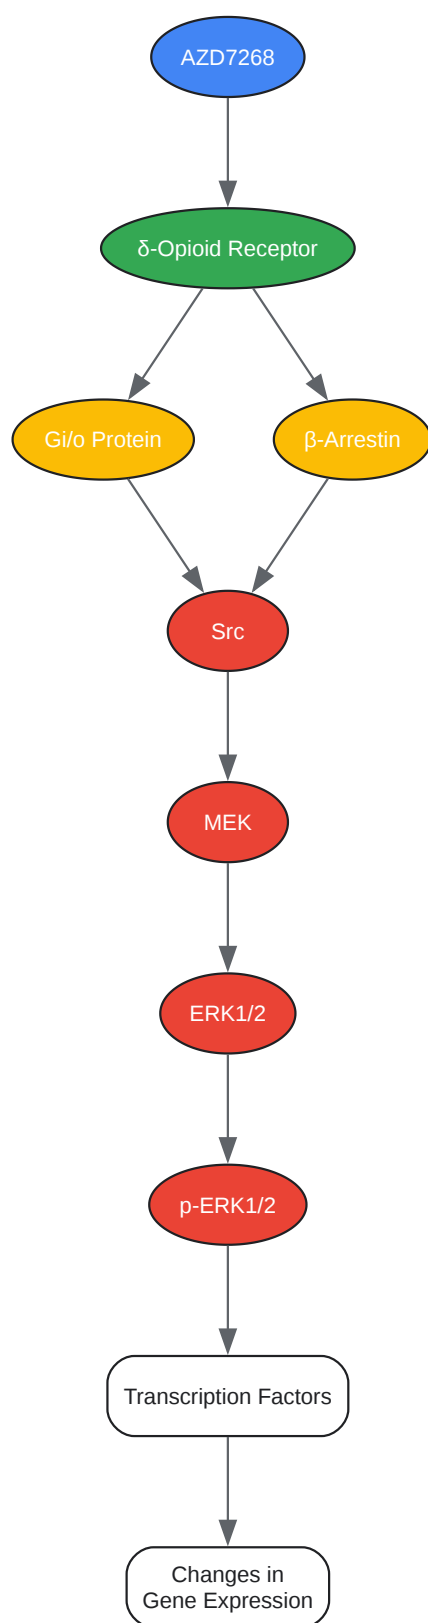 AZD7268
δ-Opioid Receptor
Gi/o Protein
β-Arrestin
Src
MEK
ERK1/2
p-ERK1/2
Transcription Factors
Changes in
Gene Expression